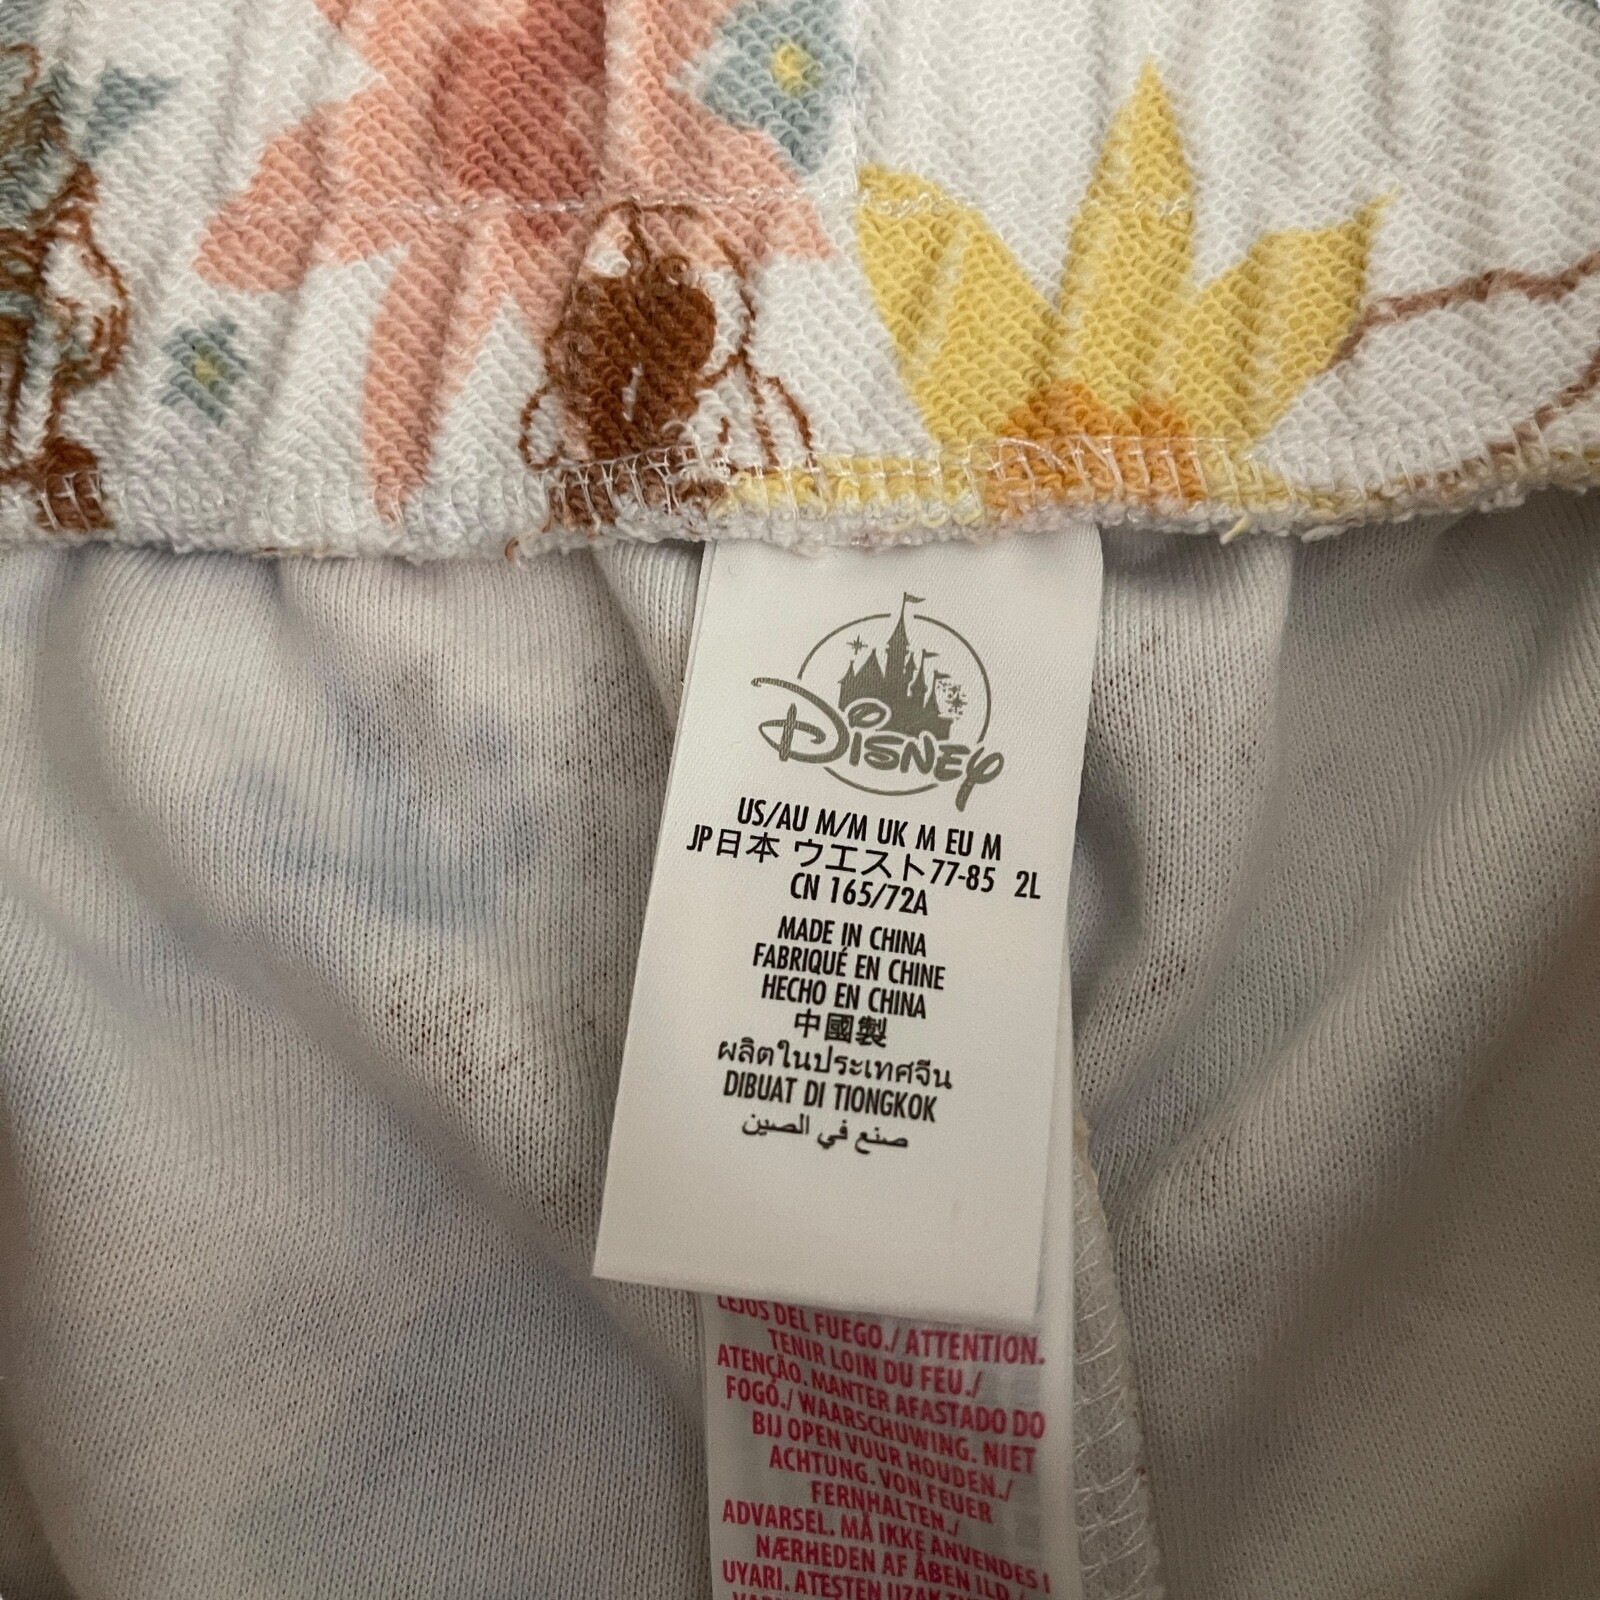 Disney
US/AU M/M UK M EU M
JP日本 ウエスト77-85 2L
CN 165/72A
MADE IN CHINA
FABRIQUÉ EN CHINE
HECHO EN CHINA
中國製
ผลิตในประเทศจีน
DIBUAT DI TIONGKOK
صنع في الصين
LEJOS DEL FUEGO./ ATTENTION.
TENIR LOIN DU FEU./
ATENÇÃO. MANTER AFASTADO DO
FOGO./ WAARSCHUWING. NIET
BIJ OPEN VUUR HOUDEN./
ACHTUNG. VON FEUER
FERNHALTEN./
ADVARSEL. MÅ IKKE ANVENDES I
NÆRHEDEN AF ÅBEN ILD./
UYARI. ATEŞTEN UZAK